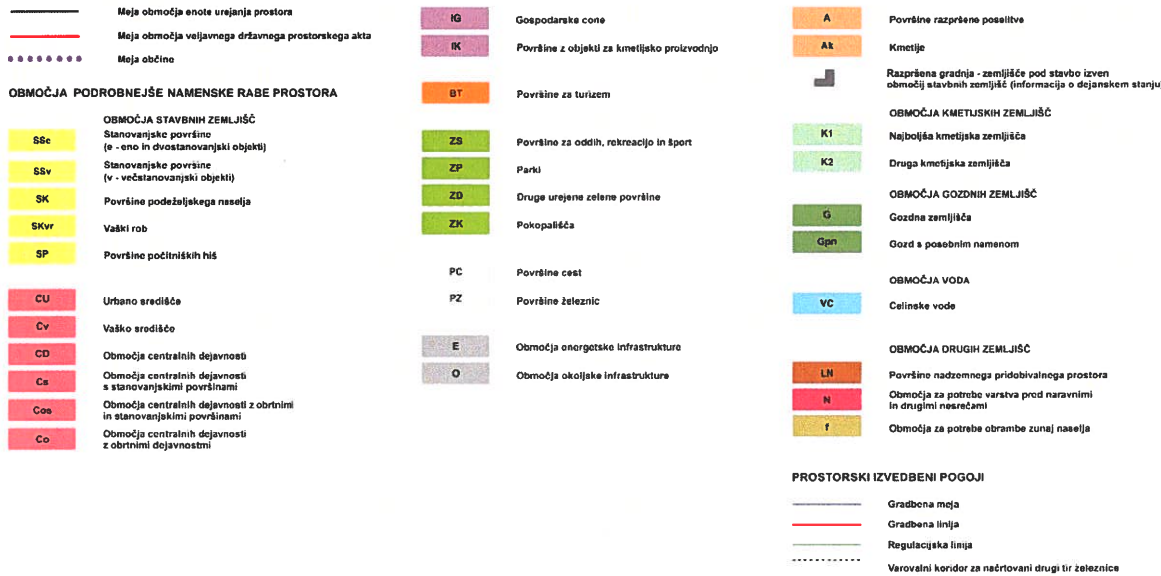 Meja območja enote urejanja prostora
Meja območja veljavnega državnega prostorskega akta
Meja občine
OBMOČJA PODROBNEJŠE NAMENSKE RABE PROSTORA
OBMOČJA STAVBNIH ZEMLJIŠČ
SSe
Stanovanjske površine
(e - eno in dvostanovanjski objekti)
SSv
Stanovanjske površine
(v - večstanovanjski objekti)
SK
Površine podeželjskega naselja
SKvr
Vaški rob
SP
Površine počitniških hiš
CU
Urbano središče
Cv
Vaško središče
CD
Območja centralnih dejavnosti
Cs
Območja centralnih dejavnosti
s stanovanjskimi površinami
Cos
Območja centralnih dejavnosti z obrtnimi
in stanovanjskimi površinami
Co
Območja centralnih dejavnosti
z obrtnimi dejavnostmi
IG
Gospodarske cone
IK
Površine z objekti za kmetijsko proizvodnjo
BT
Površine za turizem
ZS
Površine za oddih, rekreacijo in šport
ZP
Parki
ZD
Druge urejene zelene površine
ZK
Pokopališča
PC
Površine cest
PZ
Površine železnic
E
Območja energetske infrastrukture
O
Območja okoljske infrastrukture
A
Površine razpršene poselitve
Ak
Kmetije
Razpršena gradnja - zemljišče pod stavbo izven
območij stavbnih zemljišč (informacija o dejanskem stanju)
OBMOČJA KMETIJSKIH ZEMLJIŠČ
K1
Najboljša kmetijska zemljišča
K2
Druga kmetijska zemljišča
OBMOČJA GOZDNIH ZEMLJIŠČ
G
Gozdna zemljišča
Gpn
Gozd s posebnim namenom
OBMOČJA VODA
VC
Celinske vode
OBMOČJA DRUGIH ZEMLJIŠČ
LN
Površine nadzemnega pridobivalnega prostora
N
Območja za potrebe varstva pred naravnimi
in drugimi nesrečami
f
Območja za potrebe obrambe zunaj naselja
PROSTORSKI IZVEDBENI POGOJI
Gradbena meja
Gradbena linija
Regulacijska linija
Varovalni koridor za načrtovani drugi tir železnice